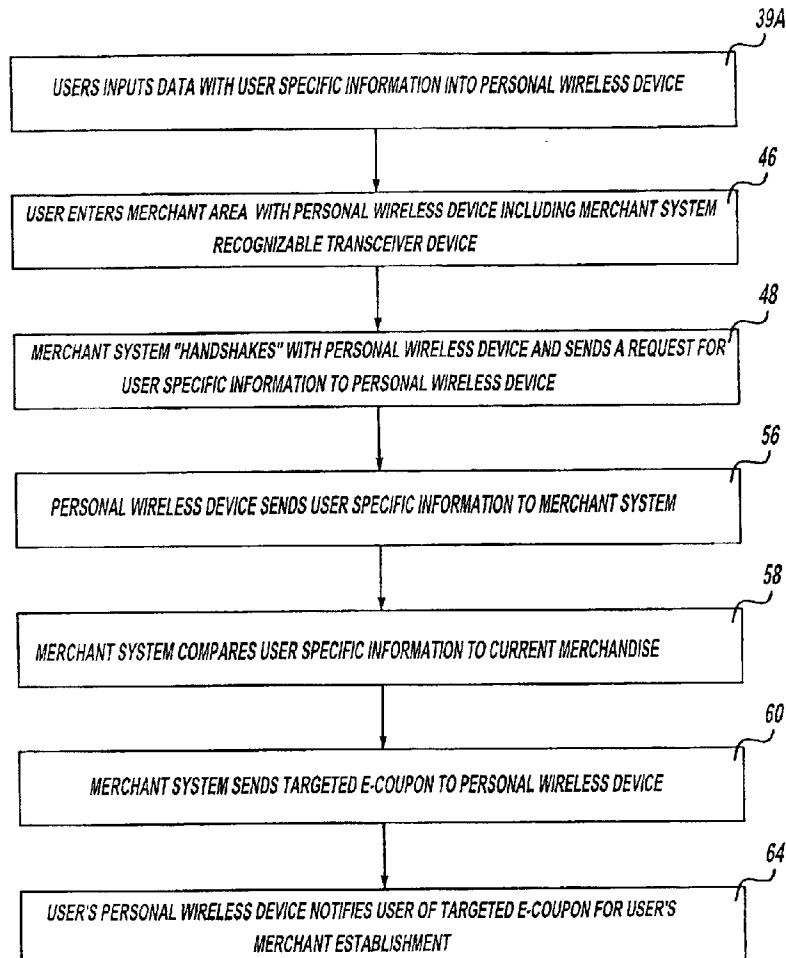 39A
USERS INPUTS DATA WITH USER SPECIFIC INFORMATION INTO PERSONAL WIRELESS DEVICE
46
USER ENTERS MERCHANT AREA WITH PERSONAL WIRELESS DEVICE INCLUDING MERCHANT SYSTEM
RECOGNIZABLE TRANSCEIVER DEVICE
48
MERCHANT SYSTEM "HANDSHAKES" WITH PERSONAL WIRELESS DEVICE AND SENDS A REQUEST FOR
USER SPECIFIC INFORMATION TO PERSONAL WIRELESS DEVICE
56
PERSONAL WIRELESS DEVICE SENDS USER SPECIFIC INFORMATION TO MERCHANT SYSTEM
58
MERCHANT SYSTEM COMPARES USER SPECIFIC INFORMATION TO CURRENT MERCHANDISE
60
MERCHANT SYSTEM SENDS TARGETED E-COUPON TO PERSONAL WIRELESS DEVICE
64
USER'S PERSONAL WIRELESS DEVICE NOTIFIES USER OF TARGETED E-COUPON FOR USER'S
MERCHANT ESTABLISHMENT